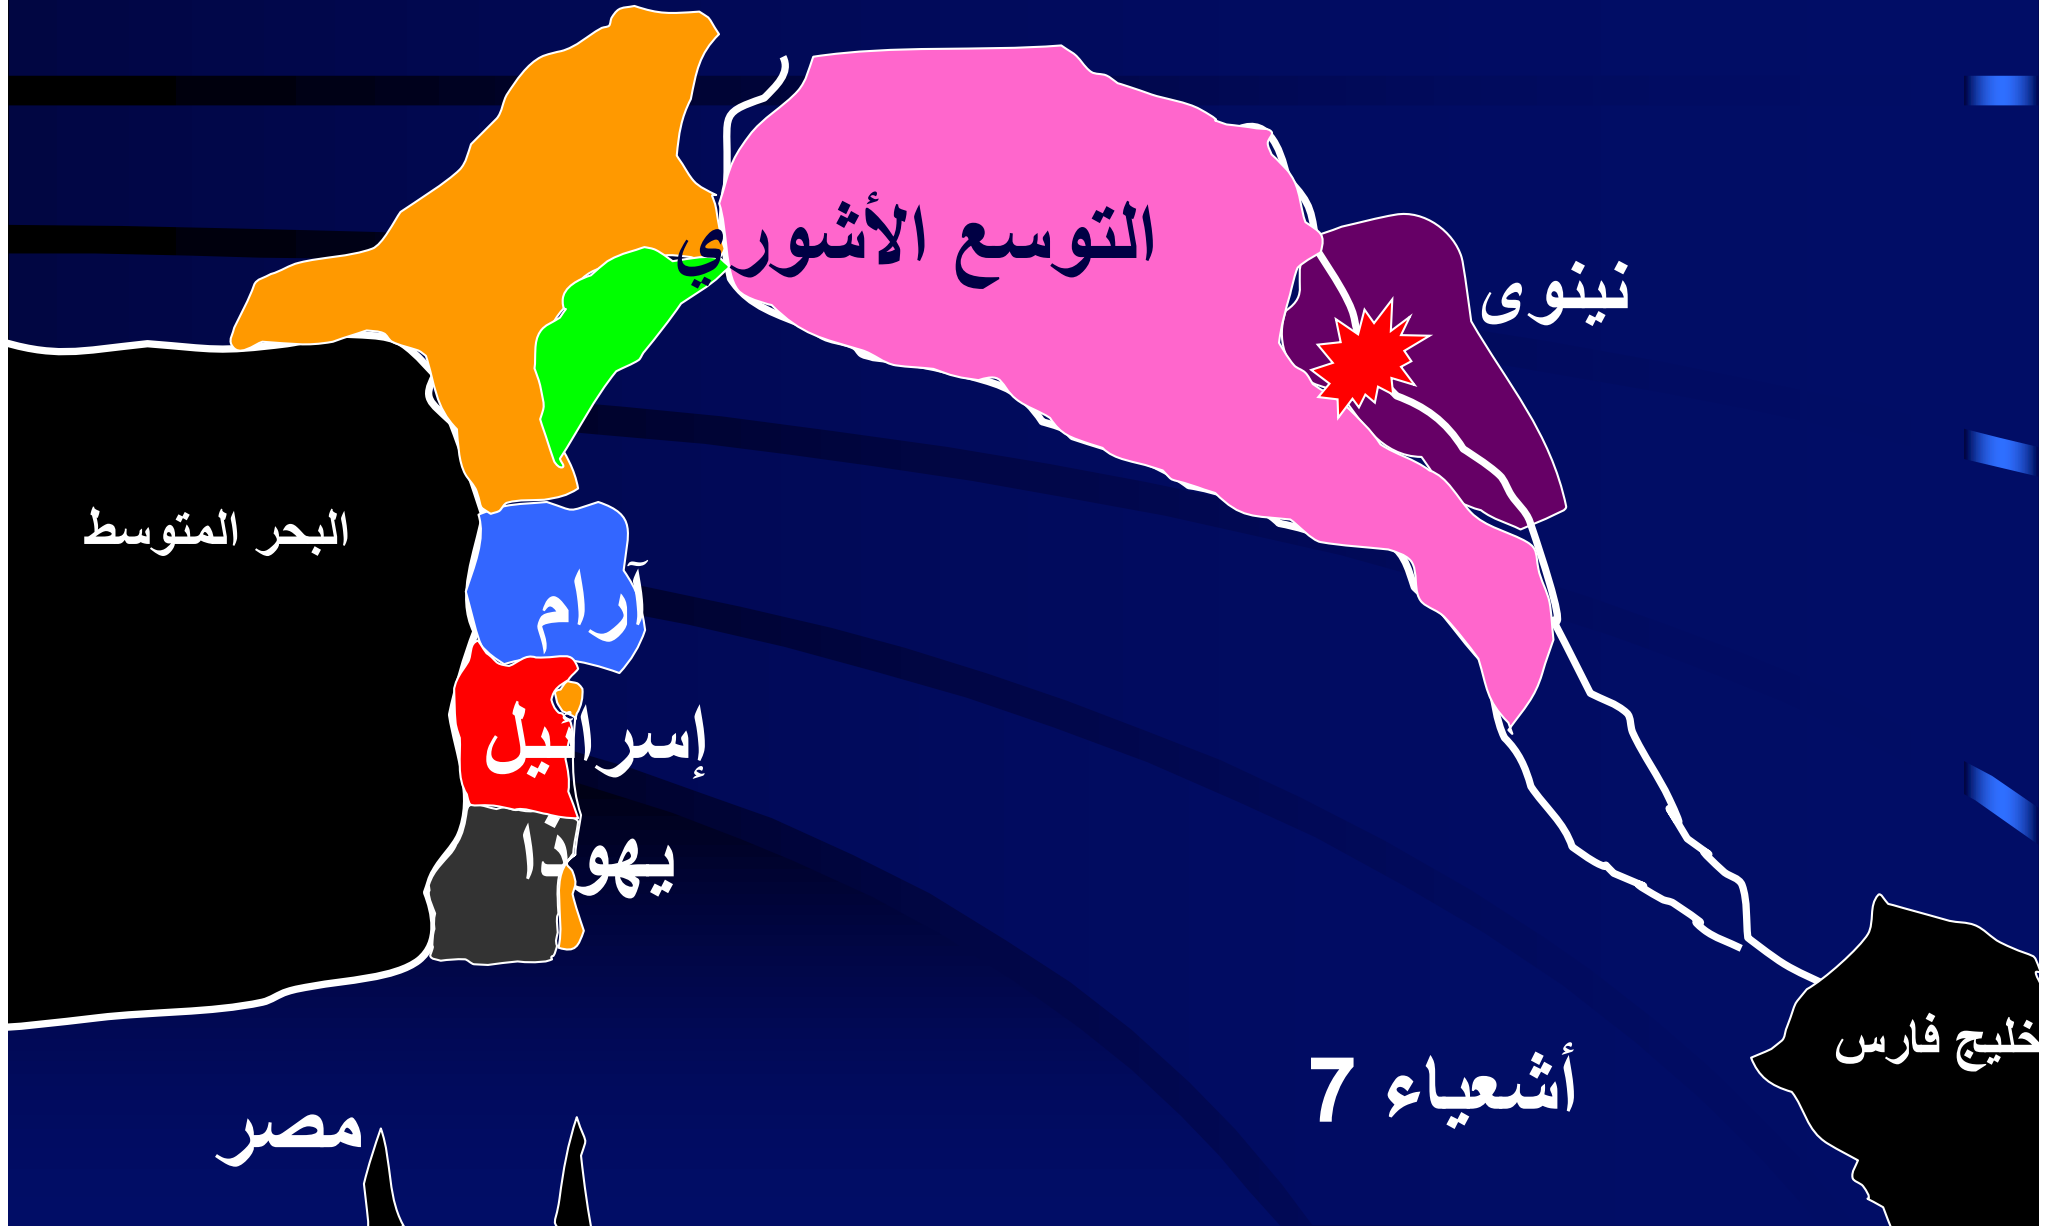 التوسع الأشوري
نينوى
البحر المتوسط
آرام
إسرائيل
يهوذا
خليج فارس
أشعياء 7
مصر